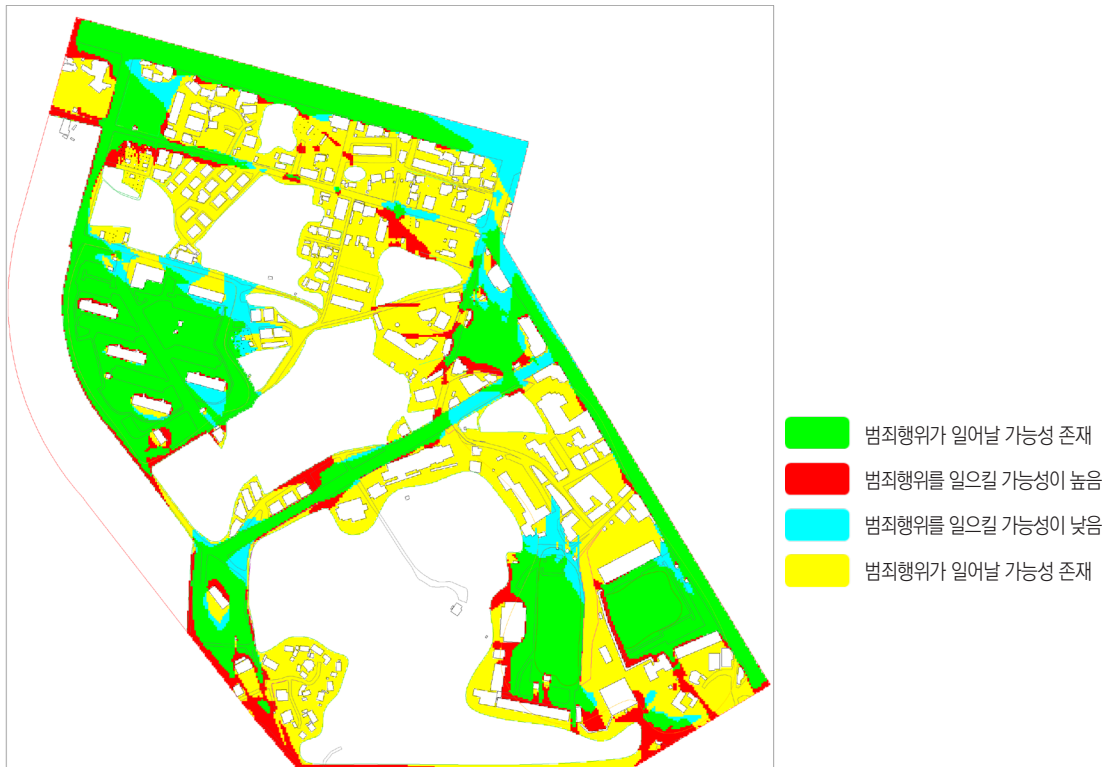 범죄행위가 일어날 가능성 존재
범죄행위를 일으킬 가능성이 높음
범죄행위를 일으킬 가능성이 낮음
범죄행위가 일어날 가능성 존재